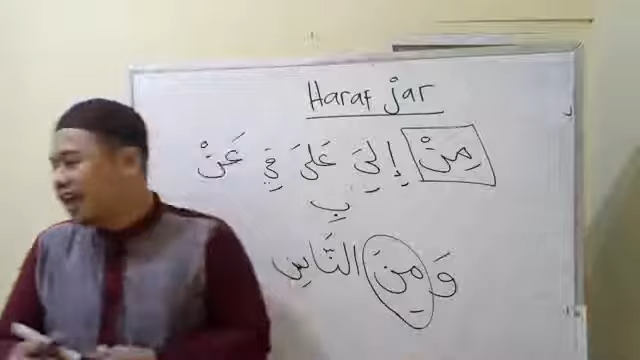 Haraf jar
مِنْ إِلَىَ عَلَىَ فِي عَنْ
بِ
وَ مِنَ النَّاسِ